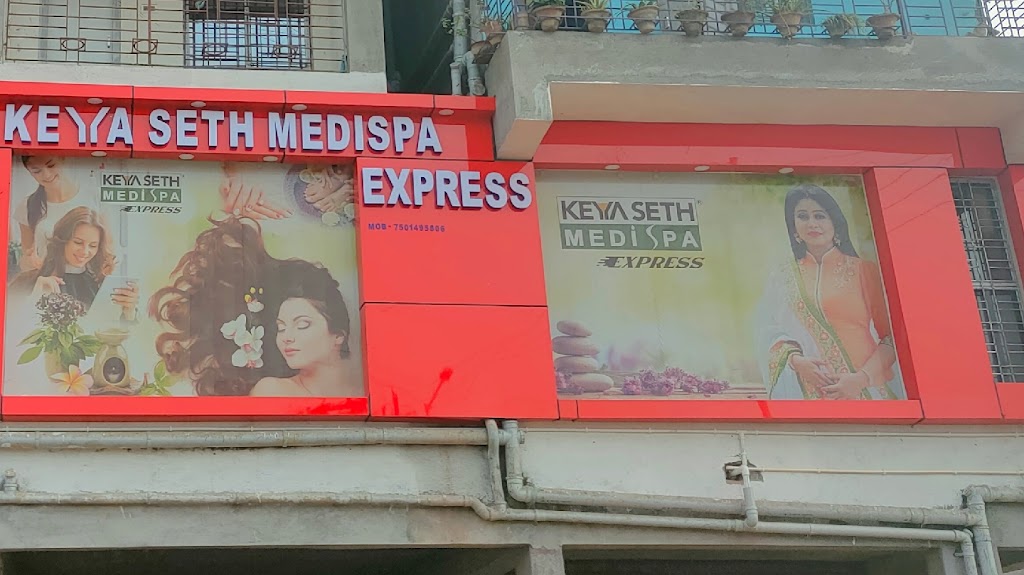 KEYA SETH MEDISPA
EXPRESS
MOB - 7501495806
KEYA SETH®
MEDISPA
EXPRESS
KEYA SETH
MEDISPA
EXPRESS